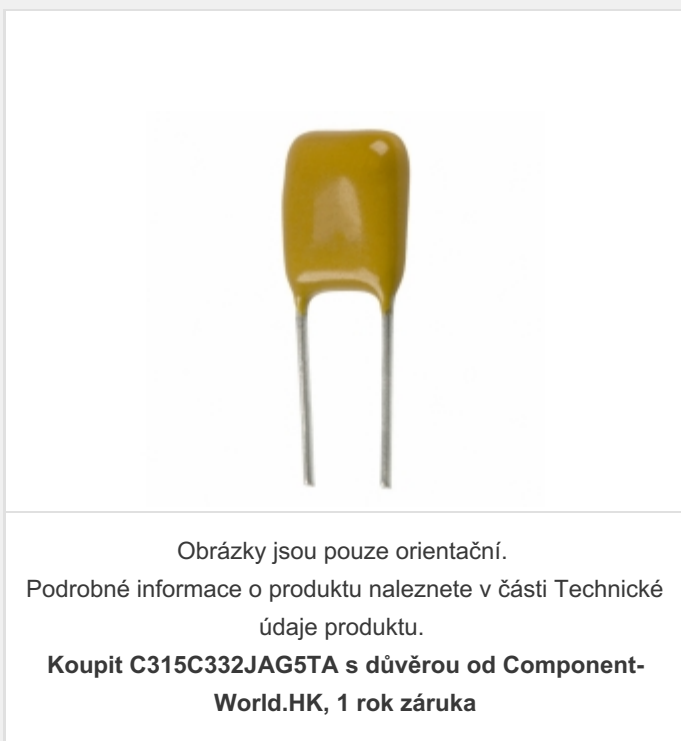 Obrázky jsou pouze orientační.
Podrobné informace o produktu naleznete v části Technické
údaje produktu.
Koupit C315C332JAG5TA s důvěrou od Component-
World.HK, 1 rok záruka